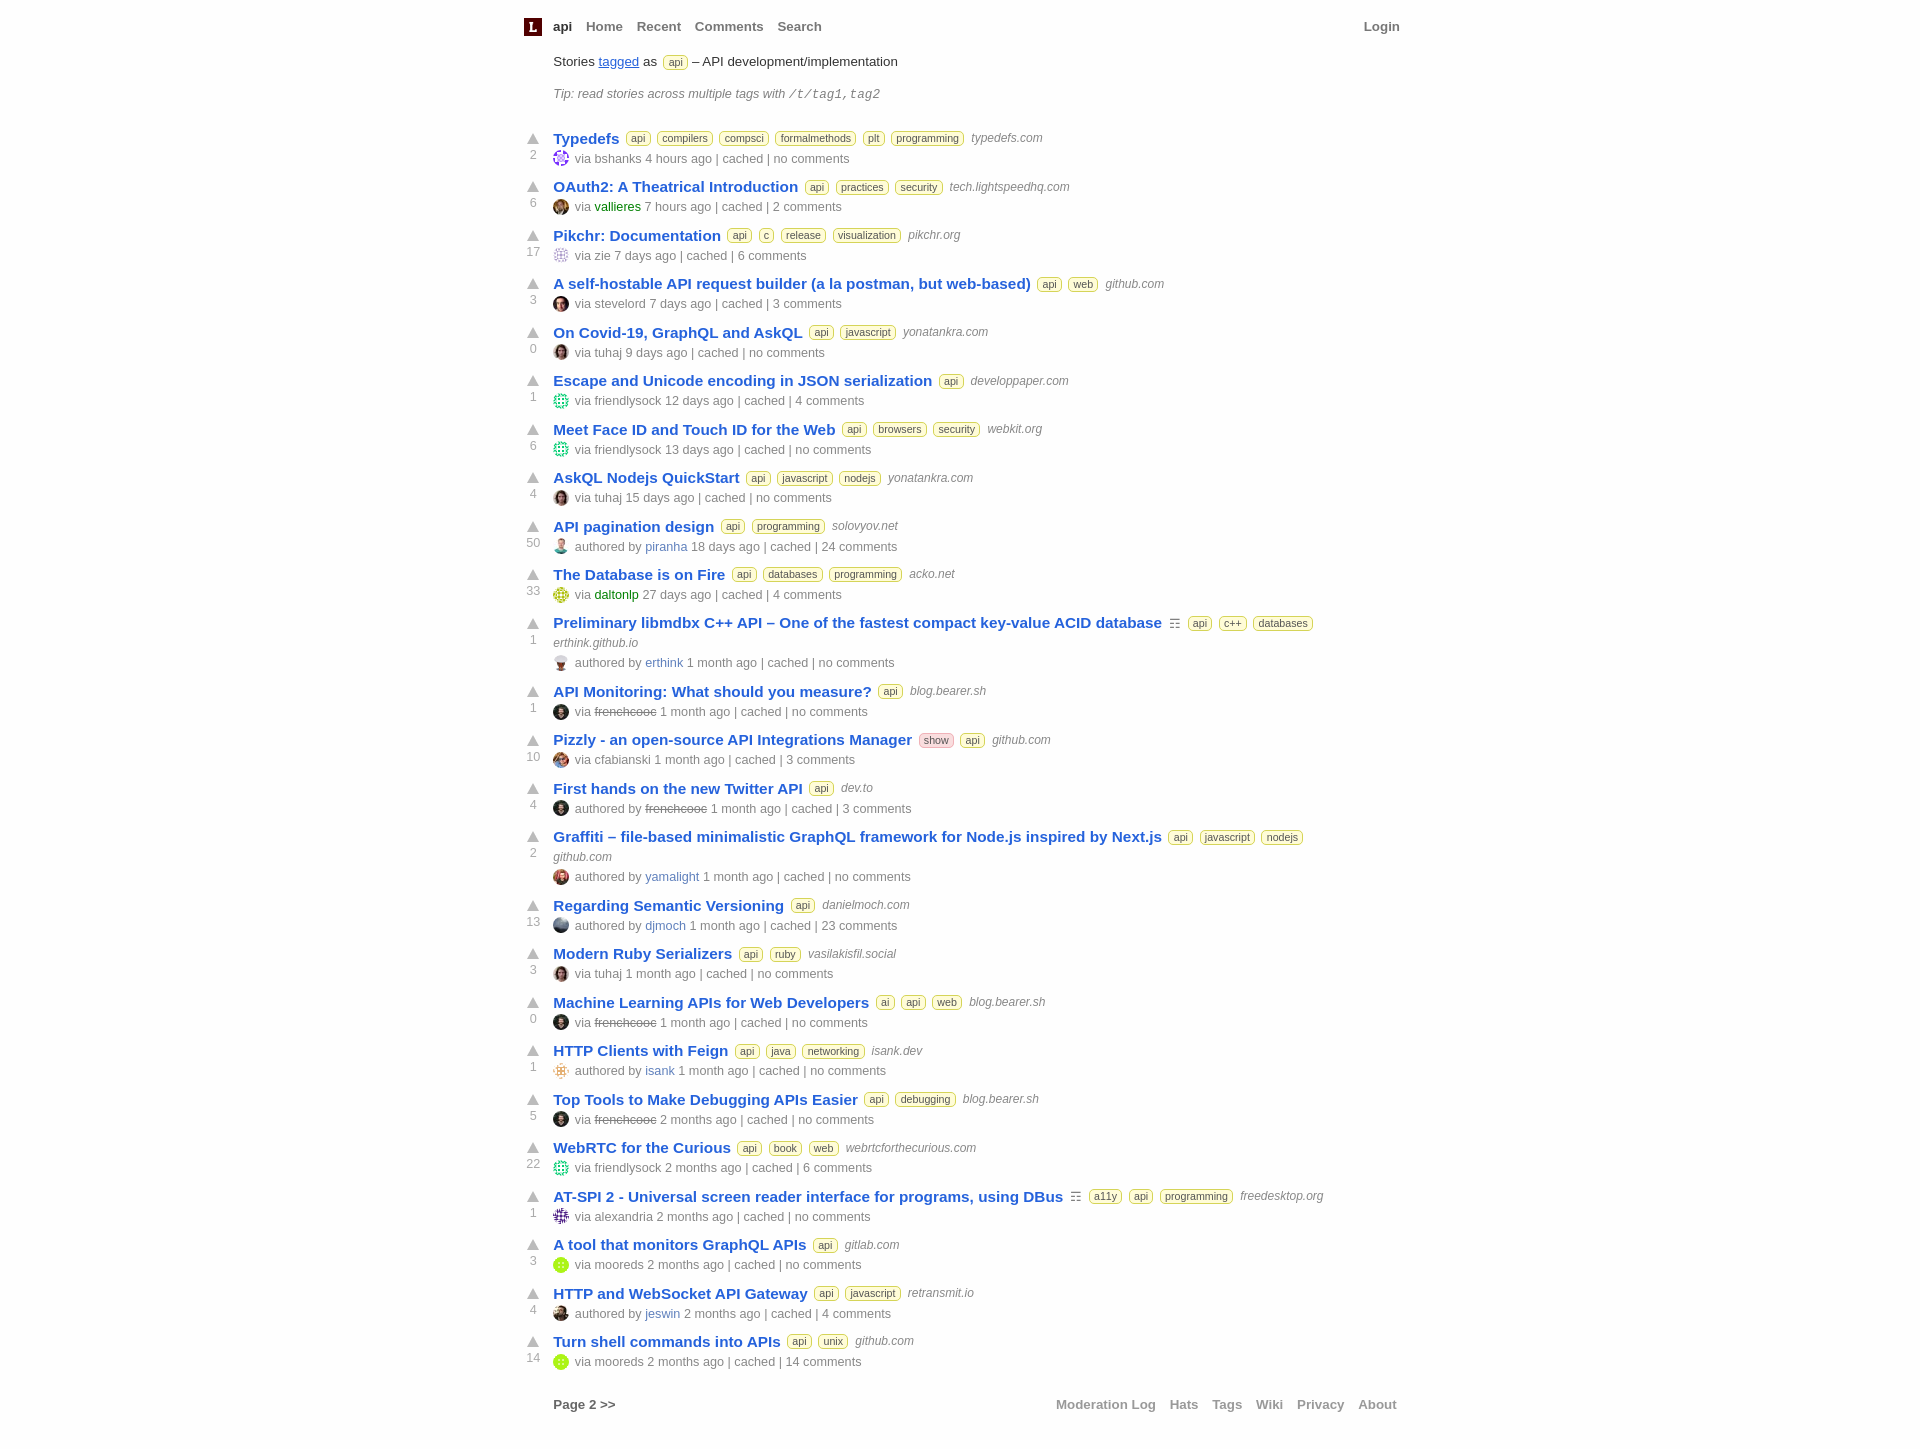 L api Home Recent Comments Search Login
Stories tagged as api – API development/implementation
Tip: read stories across multiple tags with /t/tag1,tag2
Typedefs api compilers compsci formalmethods plt programming typedefs.com
2 via bshanks 4 hours ago | cached | no comments
OAuth2: A Theatrical Introduction api practices security tech.lightspeedhq.com
6 via vallieres 7 hours ago | cached | 2 comments
Pikchr: Documentation api c release visualization pikchr.org
17 via zie 7 days ago | cached | 6 comments
A self-hostable API request builder (a la postman, but web-based) api web github.com
3 via stevelord 7 days ago | cached | 3 comments
On Covid-19, GraphQL and AskQL api javascript yonatankra.com
0 via tuhaj 9 days ago | cached | no comments
Escape and Unicode encoding in JSON serialization api developpaper.com
1 via friendlysock 12 days ago | cached | 4 comments
Meet Face ID and Touch ID for the Web api browsers security webkit.org
6 via friendlysock 13 days ago | cached | no comments
AskQL Nodejs QuickStart api javascript nodejs yonatankra.com
4 via tuhaj 15 days ago | cached | no comments
API pagination design api programming solovyov.net
50 authored by piranha 18 days ago | cached | 24 comments
The Database is on Fire api databases programming acko.net
33 via daltonlp 27 days ago | cached | 4 comments
Preliminary libmdbx C++ API – One of the fastest compact key-value ACID database ☶ api c++ databases
1 erthink.github.io
authored by erthink 1 month ago | cached | no comments
API Monitoring: What should you measure? api blog.bearer.sh
1 via frenchcooc 1 month ago | cached | no comments
Pizzly - an open-source API Integrations Manager show api github.com
10 via cfabianski 1 month ago | cached | 3 comments
First hands on the new Twitter API api dev.to
4 authored by frenchcooc 1 month ago | cached | 3 comments
Graffiti – file-based minimalistic GraphQL framework for Node.js inspired by Next.js api javascript nodejs
2 github.com
authored by yamalight 1 month ago | cached | no comments
Regarding Semantic Versioning api danielmoch.com
13 authored by djmoch 1 month ago | cached | 23 comments
Modern Ruby Serializers api ruby vasilakisfil.social
3 via tuhaj 1 month ago | cached | no comments
Machine Learning APIs for Web Developers ai api web blog.bearer.sh
0 via frenchcooc 1 month ago | cached | no comments
HTTP Clients with Feign api java networking isank.dev
1 authored by isank 1 month ago | cached | no comments
Top Tools to Make Debugging APIs Easier api debugging blog.bearer.sh
5 via frenchcooc 2 months ago | cached | no comments
WebRTC for the Curious api book web webrtcforthecurious.com
22 via friendlysock 2 months ago | cached | 6 comments
AT-SPI 2 - Universal screen reader interface for programs, using DBus ☶ a11y api programming freedesktop.org
1 via alexandria 2 months ago | cached | no comments
A tool that monitors GraphQL APIs api gitlab.com
3 via mooreds 2 months ago | cached | no comments
HTTP and WebSocket API Gateway api javascript retransmit.io
4 authored by jeswin 2 months ago | cached | 4 comments
Turn shell commands into APIs api unix github.com
14 via mooreds 2 months ago | cached | 14 comments
Page 2 >> Moderation Log Hats Tags Wiki Privacy About